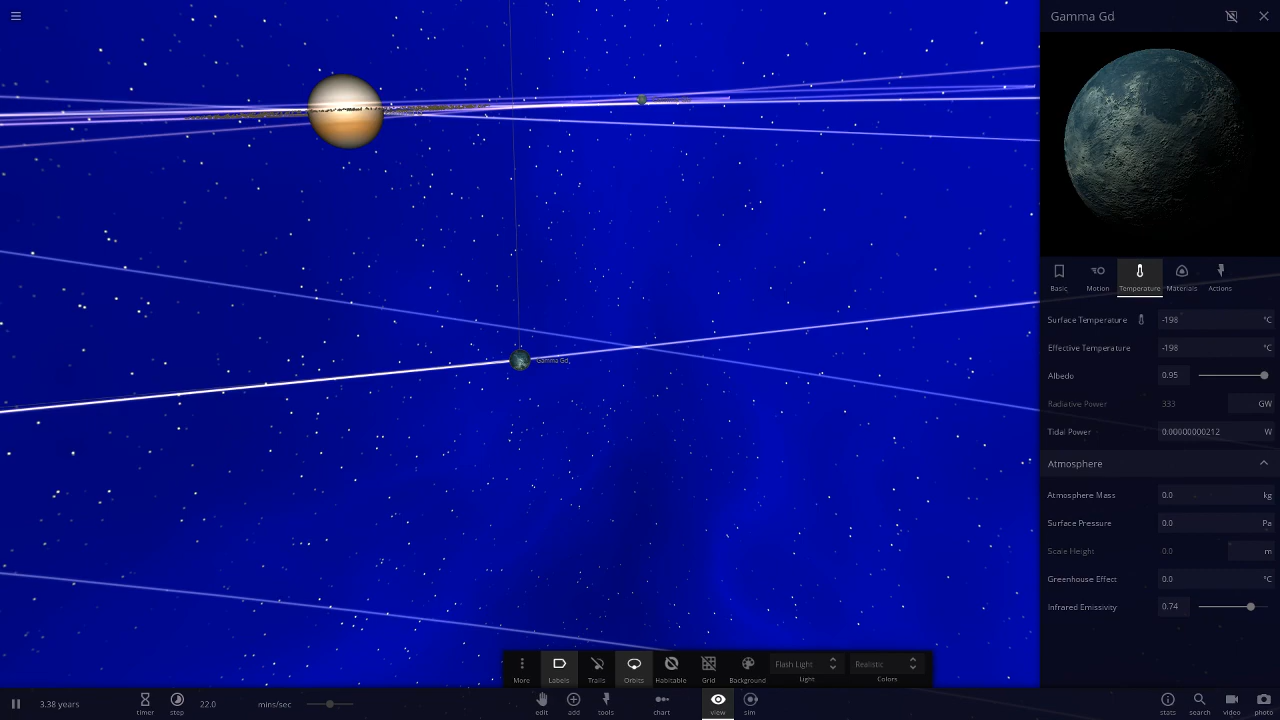 Gamma Gd
Basic
Motion
Temperature
Materials
Actions
Surface Temperature -198 °C
Effective Temperature -198 °C
Albedo 0.95
Radiative Power 333 GW
Tidal Power 0.00000000212 W
Atmosphere
Atmosphere Mass 0.0 kg
Surface Pressure 0.0 Pa
Scale Height 0.0 m
Greenhouse Effect 0.0 °C
Infrared Emissivity 0.74
Gamma Gd,
More
Labels
Trails
Orbits
Habitable
Grid
Background
Flash Light
Light
Realistic
Colors
3.38 years
timer
step
22.0
mins/sec
edit
add
tools
chart
view
sim
stats
search
video
photo